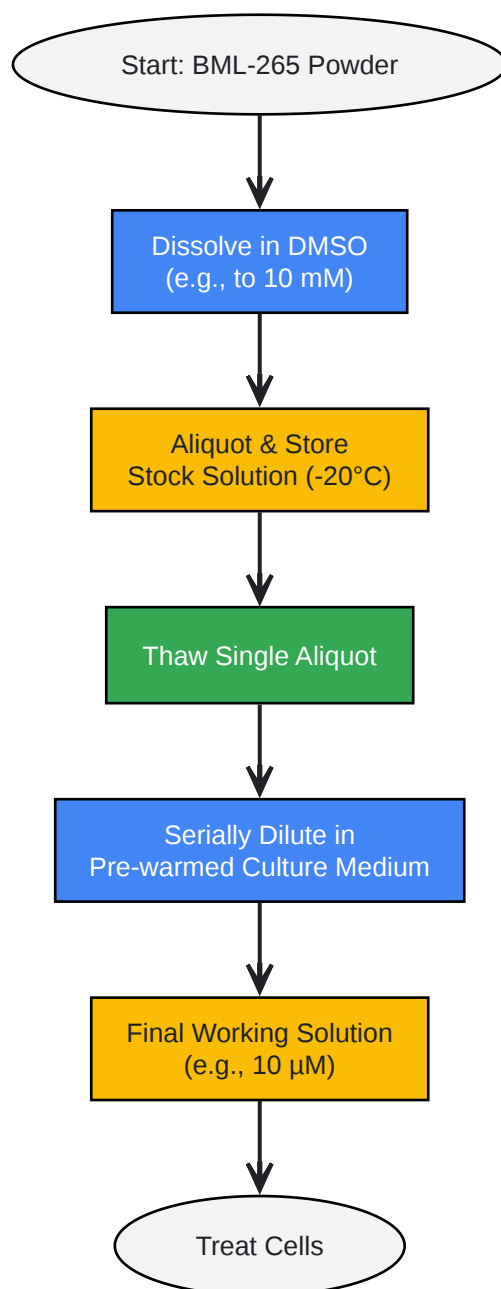 Start: BML-265 Powder
Dissolve in DMSO
(e.g., to 10 mM)
Aliquot & Store
Stock Solution (-20°C)
Thaw Single Aliquot
Serially Dilute in
Pre-warmed Culture Medium
Final Working Solution
(e.g., 10 µM)
Treat Cells